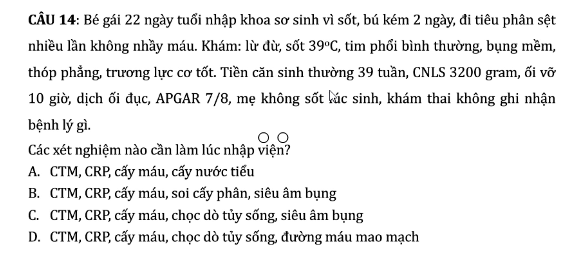 CÂU 14: Bé gái 22 ngày tuổi nhập khoa sơ sinh vì sốt, bú kém 2 ngày, đi tiêu phân sệt
nhiều lần không nhầy máu. Khám: lừ đừ, sốt 39ºC, tim phổi bình thường, bụng mềm,
thóp phẳng, trương lực cơ tốt. Tiền căn sinh thường 39 tuần, CNLS 3200 gram, ối vỡ
10 giờ, dịch ối đục, APGAR 7/8, mẹ không sốt lúc sinh, khám thai không ghi nhận
bệnh lý gì.
Các xét nghiệm nào cần làm lúc nhập viện?
A. CTM, CRP, cấy máu, cấy nước tiểu
B. CTM, CRP, cấy máu, soi cấy phân, siêu âm bụng
C. CTM, CRP, cấy máu, chọc dò tủy sống, siêu âm bụng
D. CTM, CRP, cấy máu, chọc dò tủy sống, đường máu mao mạch